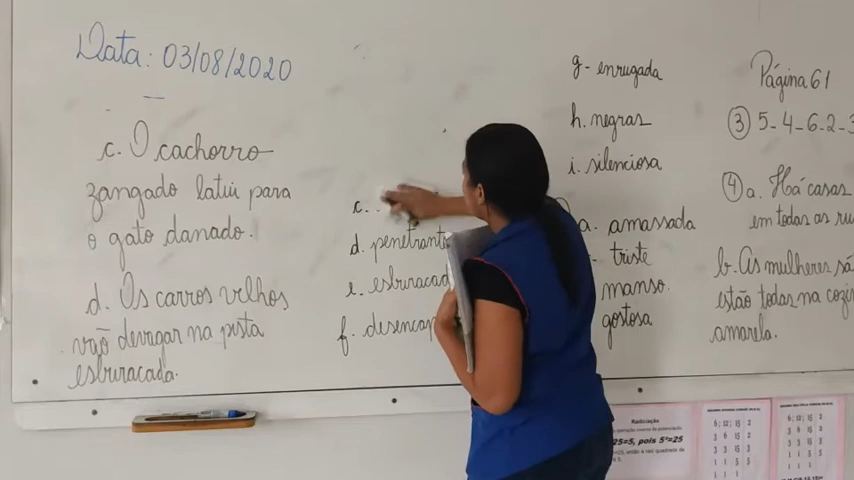 Data: 03/08/2020
c. O cachorro
zangado latiu para
o gato danado.
d. Os carros velhos
vão devagar na pista
esburacada.
c.
d. penetrante
e. esburacad
f. desencap
g- enrugada
h. negras
i. silenciosa
a. amassada
- triste
manso.
gostosa
Página 61
③ 5-4-6-2-3
④ a. Há casas
em todas as ru
b. As mulheres sá
estão todas na cozi
amarela.
Radiciação
25=5, pois 5²=25